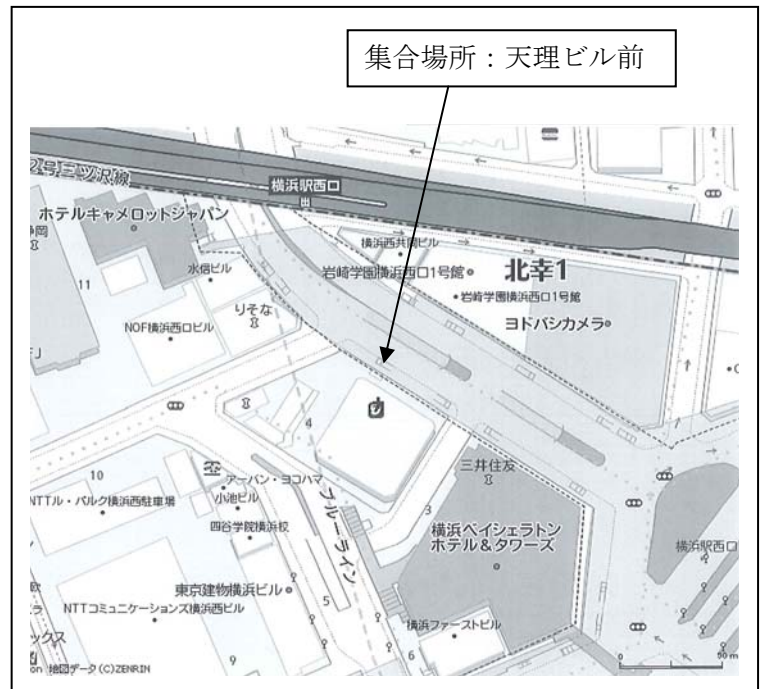 集合場所：天理ビル前
2号三ツ沢線
横浜駅西口
出
ホテルキャメロットジャパン
静岡
横浜西共同ビル
水信ビル
岩崎学園横浜西口1号館
北幸1
岩崎学園横浜西口1号館
11
りそな
ヨドバシカメラ
NOF横浜西口ビル
4
10
三井住友
アーバン・ヨコハマ
NTTル・パルク横浜西駐車場
小池ビル
ブルーライン
3
四谷学院横浜校
横浜ベイシェラトン
ホテル&タワーズ
横浜駅西口
東京建物横浜ビル
5
NTTコミュニケーションズ横浜西ビル
横浜ファーストビル
9
6
on 地図データ(C)ZENRIN
0
50 m